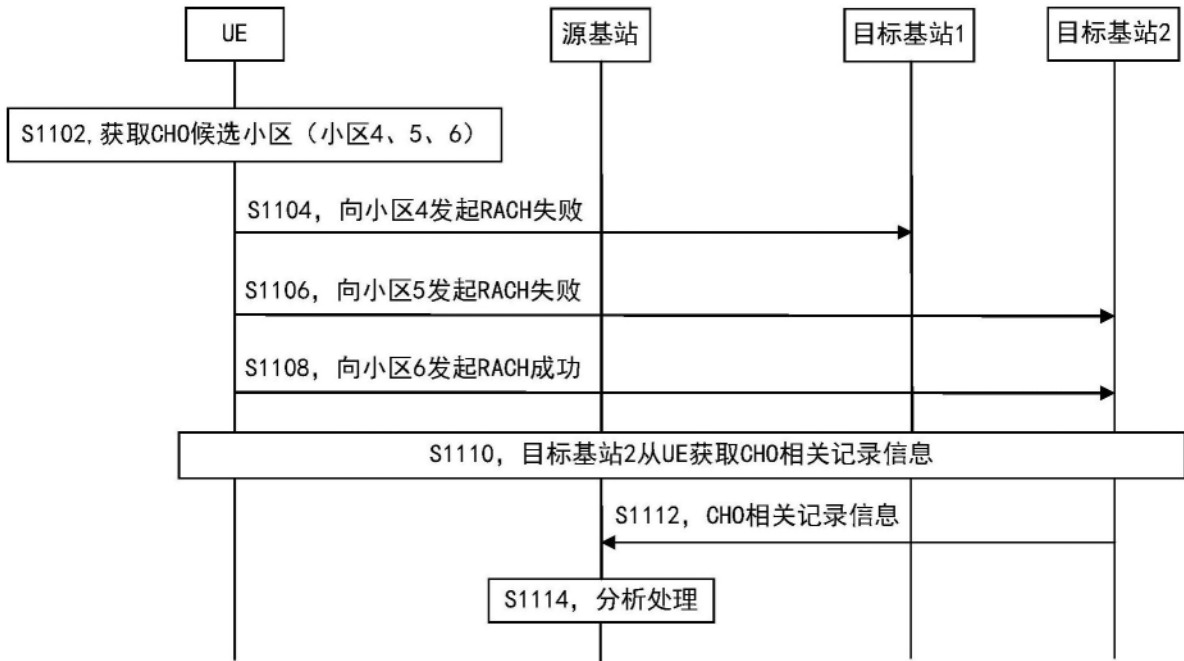 UE
源基站
目标基站1
目标基站2
S1102,获取CHO候选小区（小区4、5、6）
S1104，向小区4发起RACH失败
S1106，向小区5发起RACH失败
S1108，向小区6发起RACH成功
S1110，目标基站2从UE获取CHO相关记录信息
S1112，CHO相关记录信息
S1114，分析处理